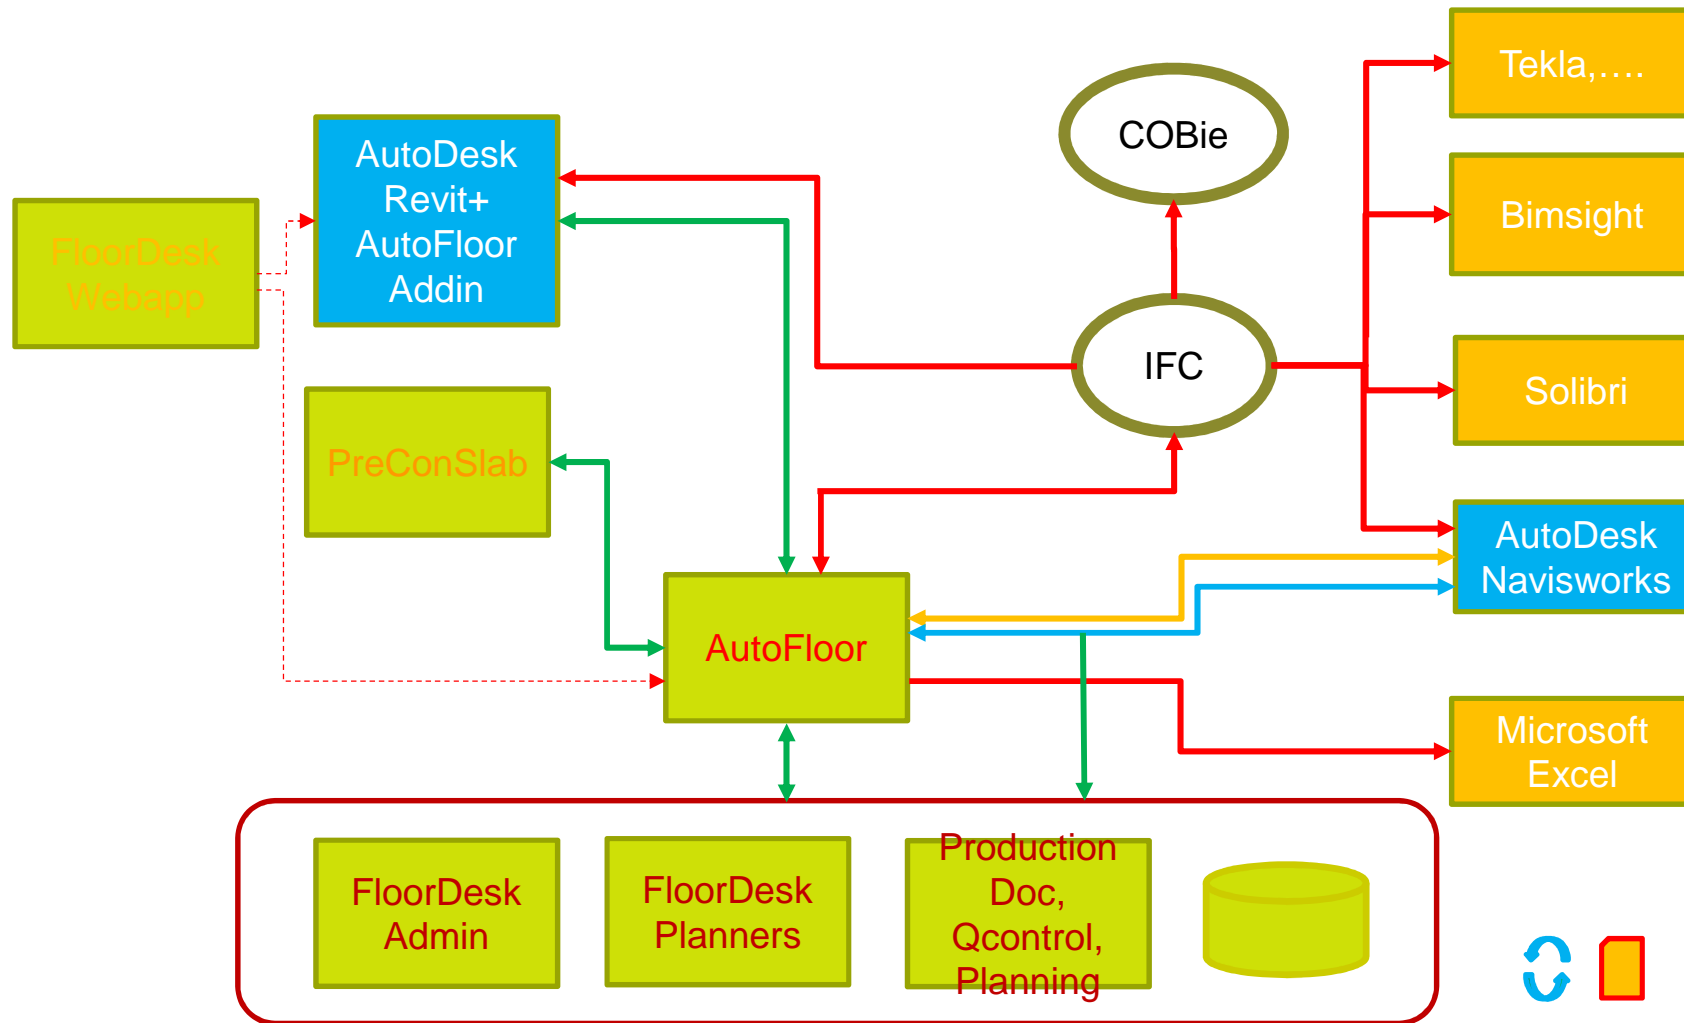 Tekla,....
COBie
AutoDesk
Revit+
AutoFloor
Addin
Bimsight
FloorDesk
Webapp
IFC
Solibri
PreConSlab
AutoDesk
Navisworks
AutoFloor
Microsoft
Excel
FloorDesk
Admin
FloorDesk
Planners
Production
Doc,
Qcontrol,
Planning